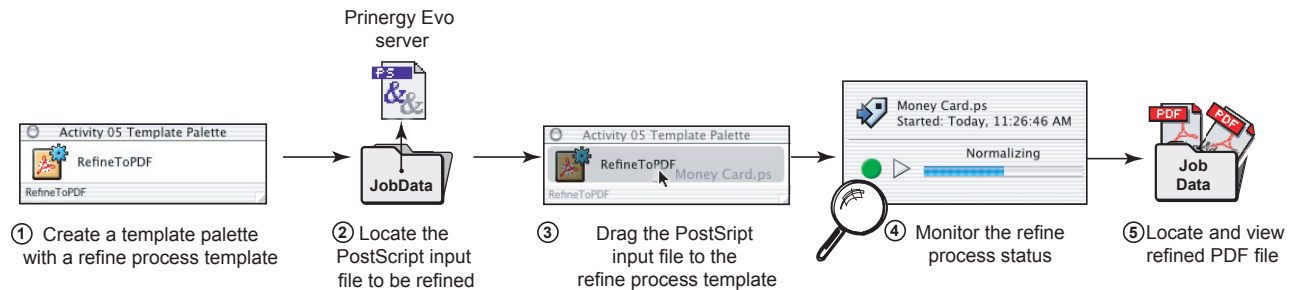 Prinergy Evo
server
PS
&&
Activity 05 Template Palette
RefineToPDF
RefineToPDF
JobData
Activity 05 Template Palette
RefineToPDF
Money Card.ps
RefineToPDF
Money Card.ps
Started: Today, 11:26:46 AM
Normalizing
PDF
PDF
Job
Data
1 Create a template palette
with a refine process template
2 Locate the
PostScript input
file to be refined
3 Drag the PostSript
input file to the
refine process template
4 Monitor the refine
process status
5 Locate and view
refined PDF file